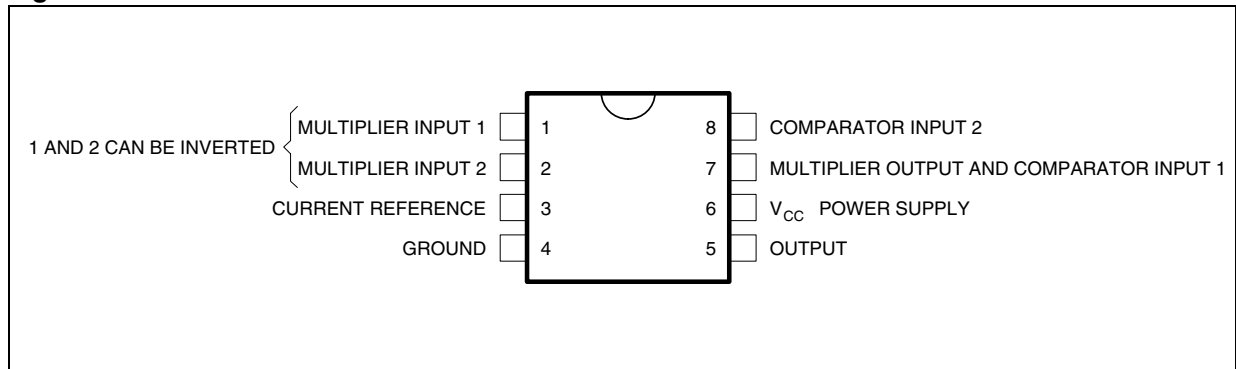 1 AND 2 CAN BE INVERTED
MULTIPLIER INPUT 1
1
8
COMPARATOR INPUT 2
MULTIPLIER INPUT 2
2
7
MULTIPLIER OUTPUT AND COMPARATOR INPUT 1
CURRENT REFERENCE
3
6
VCC POWER SUPPLY
GROUND
4
5
OUTPUT